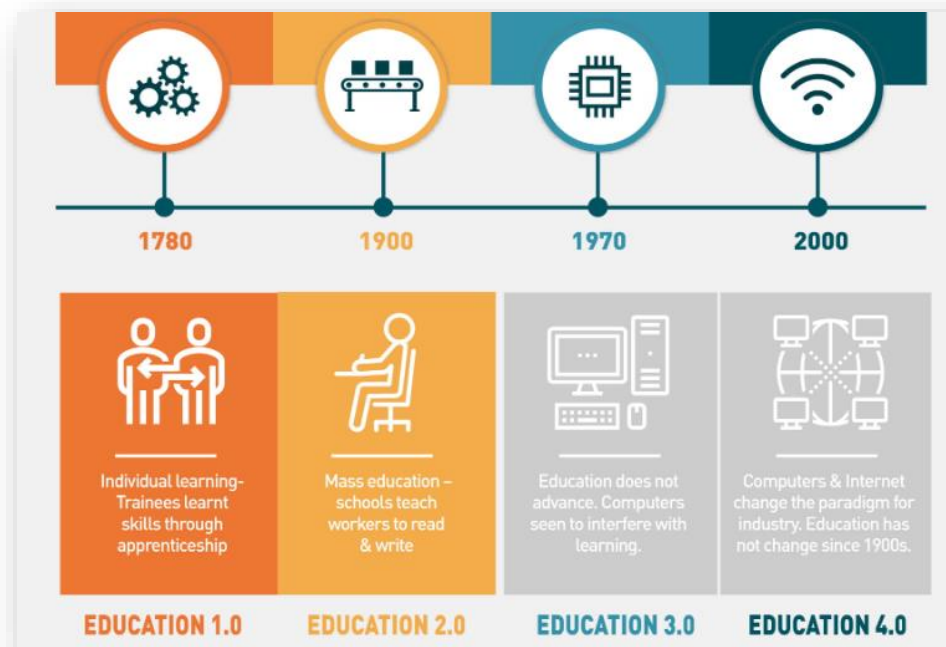 1780
1900
1970
2000
Individual learning-
Trainees learnt
skills through
apprenticeship
Mass education –
schools teach
workers to read
& write
Education does not
advance. Computers
seen to interfere with
learning.
Computers & Internet
change the paradigm for
industry. Education has
not change since 1900s.
EDUCATION 1.0
EDUCATION 2.0
EDUCATION 3.0
EDUCATION 4.0